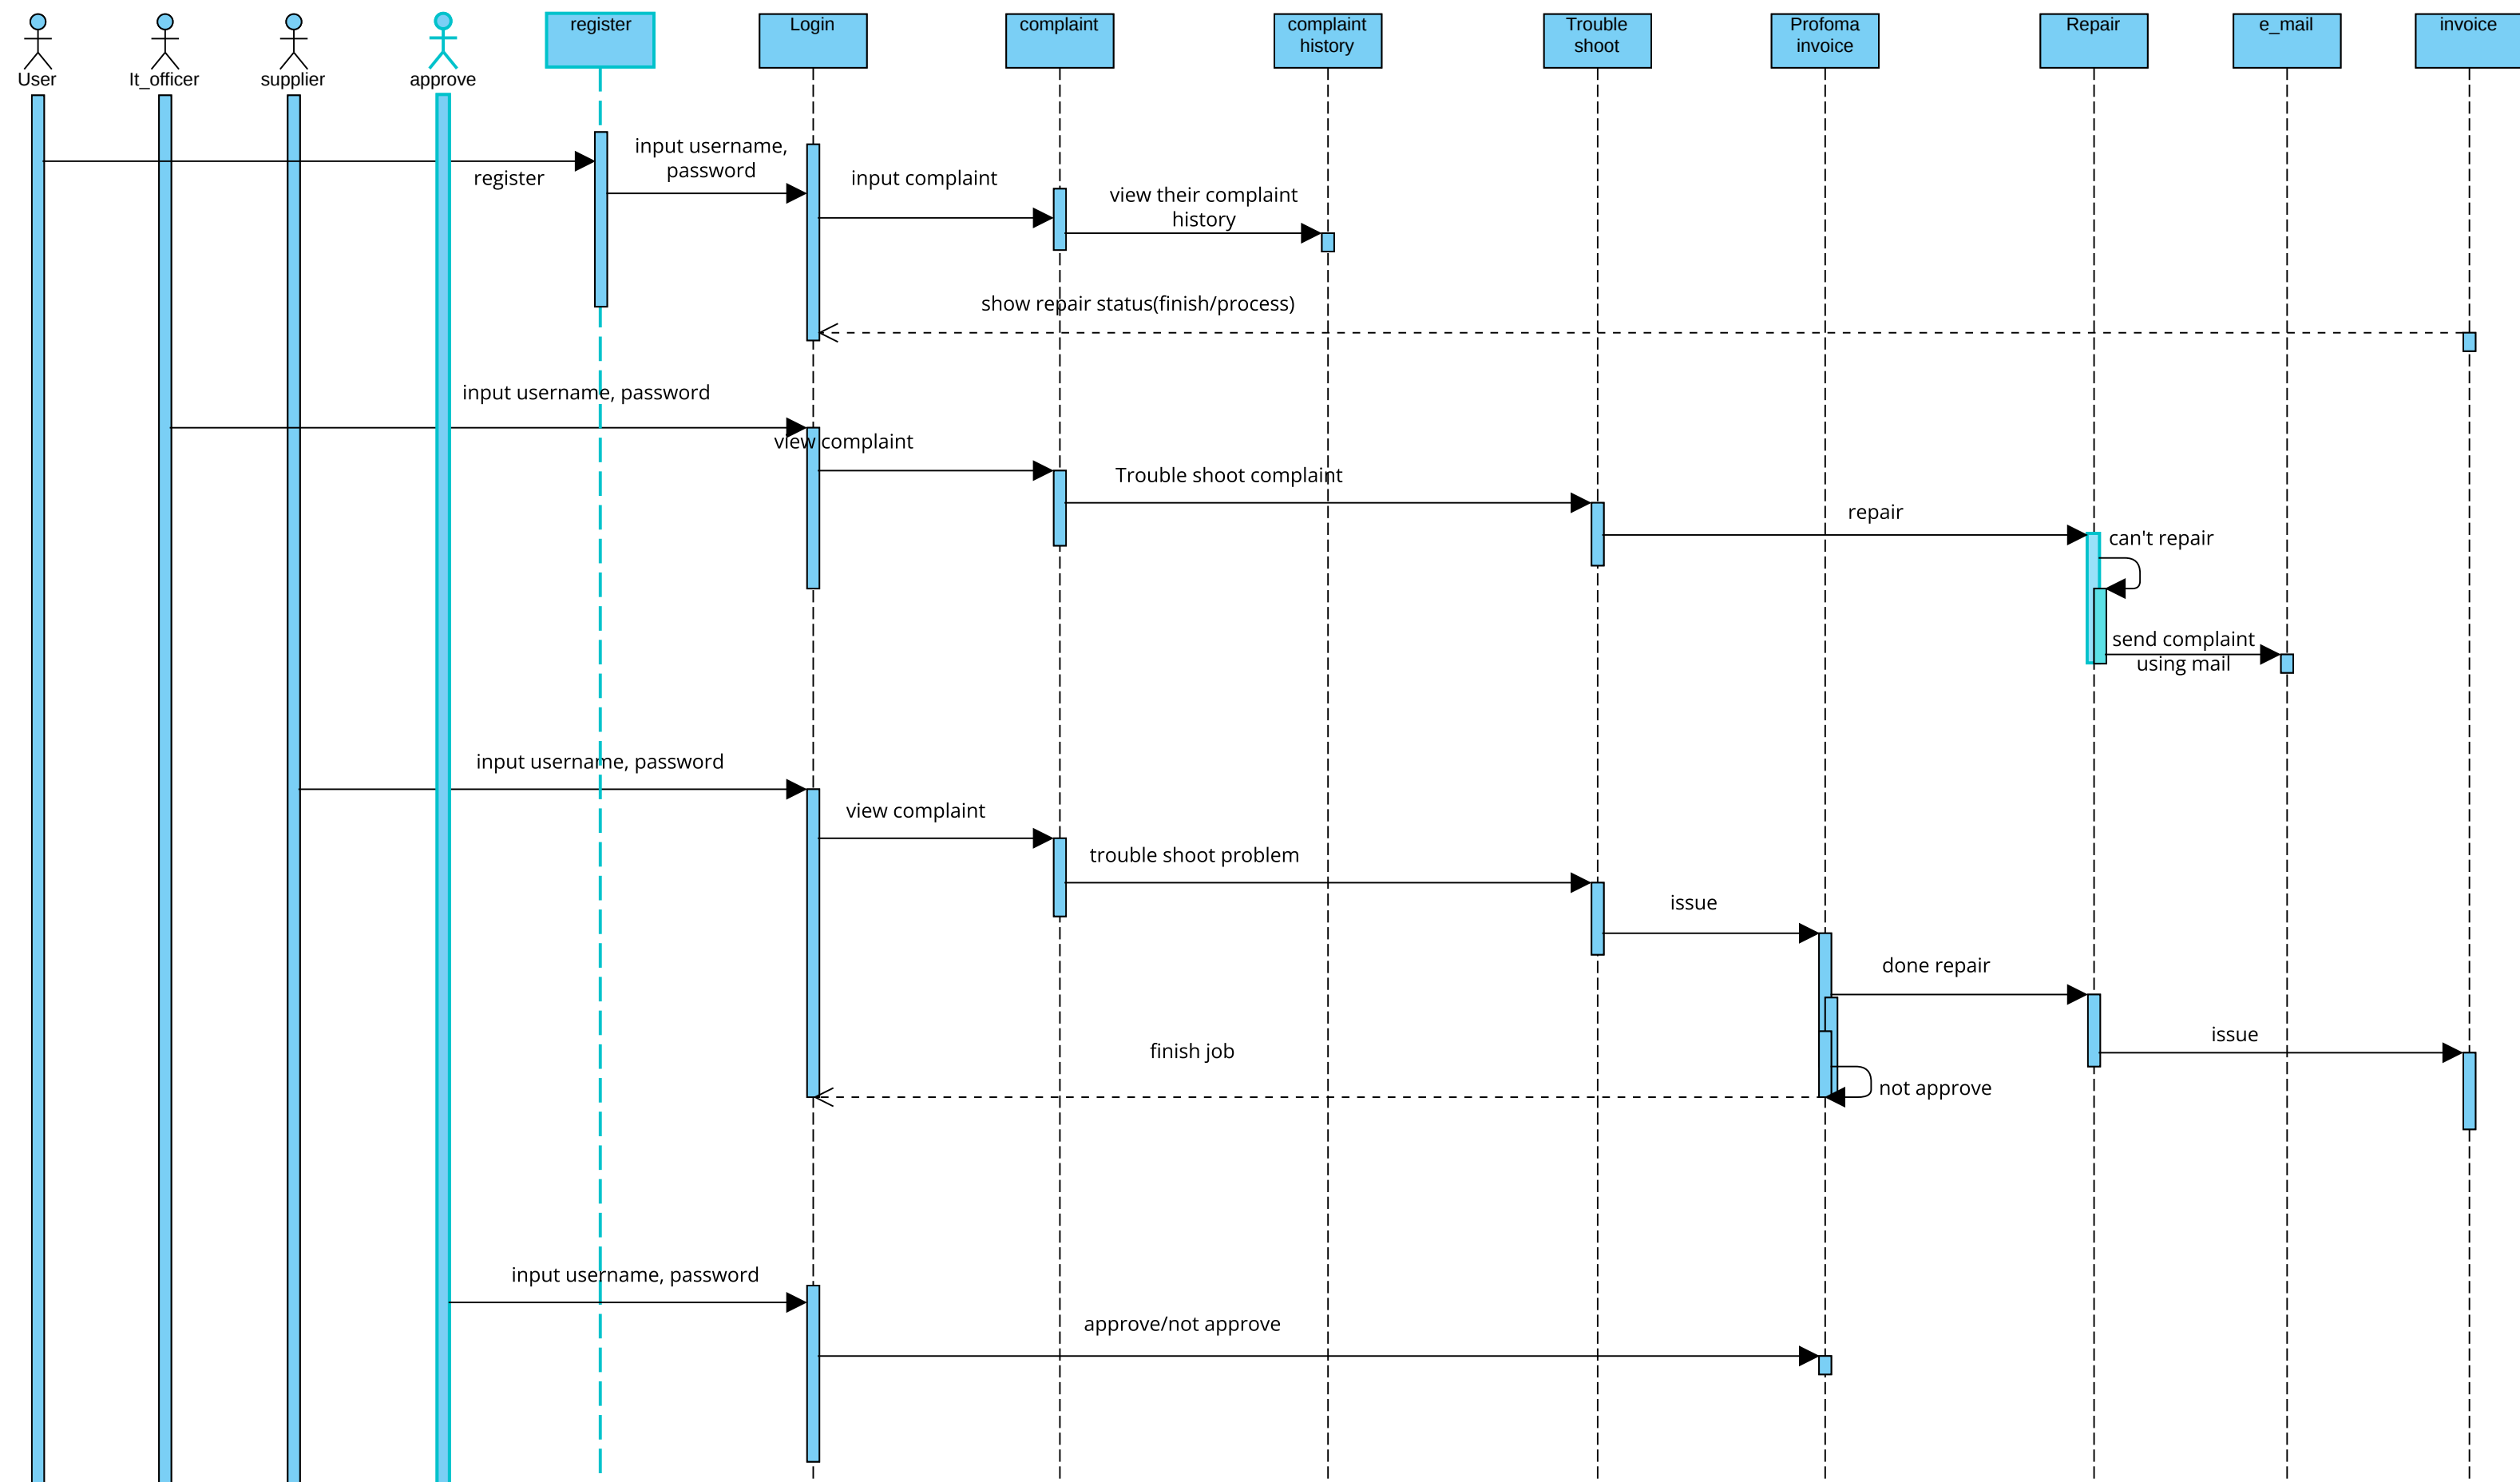 User
It_officer
supplier
approve
register
Login
complaint
complaint
history
Trouble
shoot
Profoma
invoice
Repair
e_mail
invoice
register
input username,
password
input complaint
view their complaint
history
show repair status(finish/process)
input username, password
view complaint
Trouble shoot complaint
repair
can't repair
send complaint
using mail
input username, password
view complaint
trouble shoot problem
issue
done repair
issue
finish job
not approve
input username, password
approve/not approve